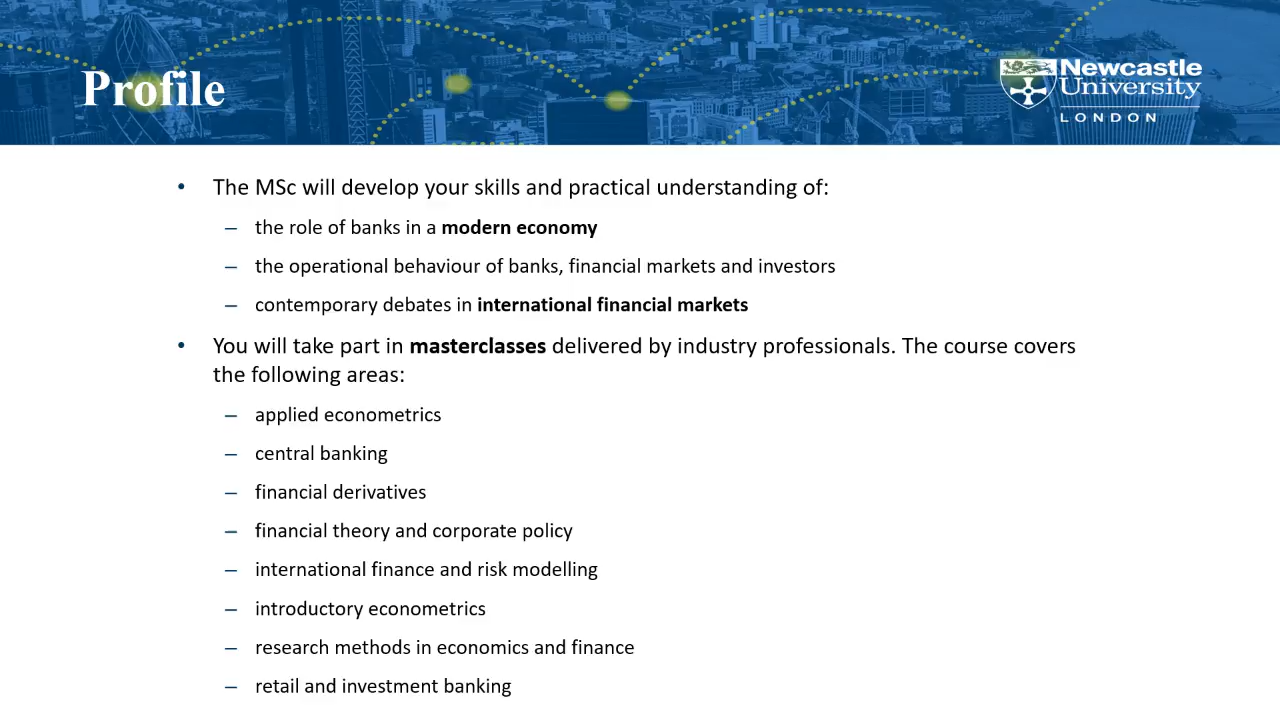 Profile
Newcastle
University
LONDON
• The MSc will develop your skills and practical understanding of:
– the role of banks in a modern economy
– the operational behaviour of banks, financial markets and investors
– contemporary debates in international financial markets
• You will take part in masterclasses delivered by industry professionals. The course covers
the following areas:
– applied econometrics
– central banking
– financial derivatives
– financial theory and corporate policy
– international finance and risk modelling
– introductory econometrics
– research methods in economics and finance
– retail and investment banking